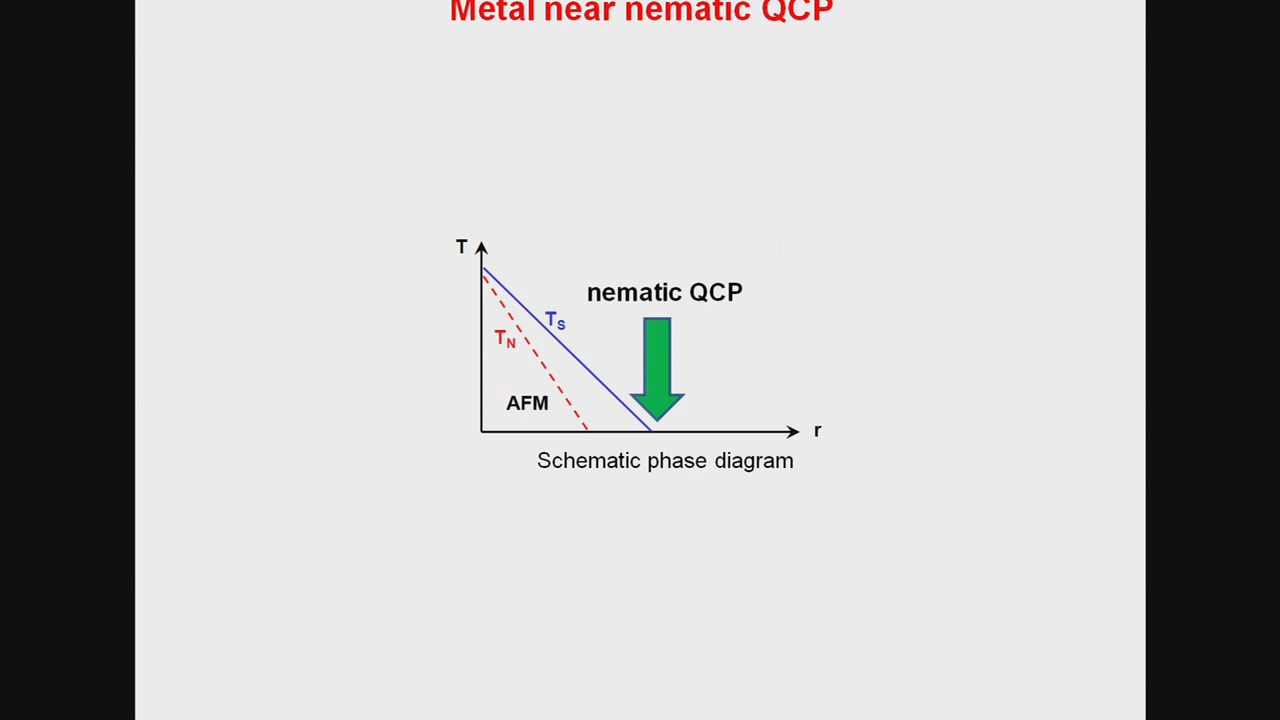 Metal near nematic QCP
T
nematic QCP
TS
TN
AFM
r
Schematic phase diagram